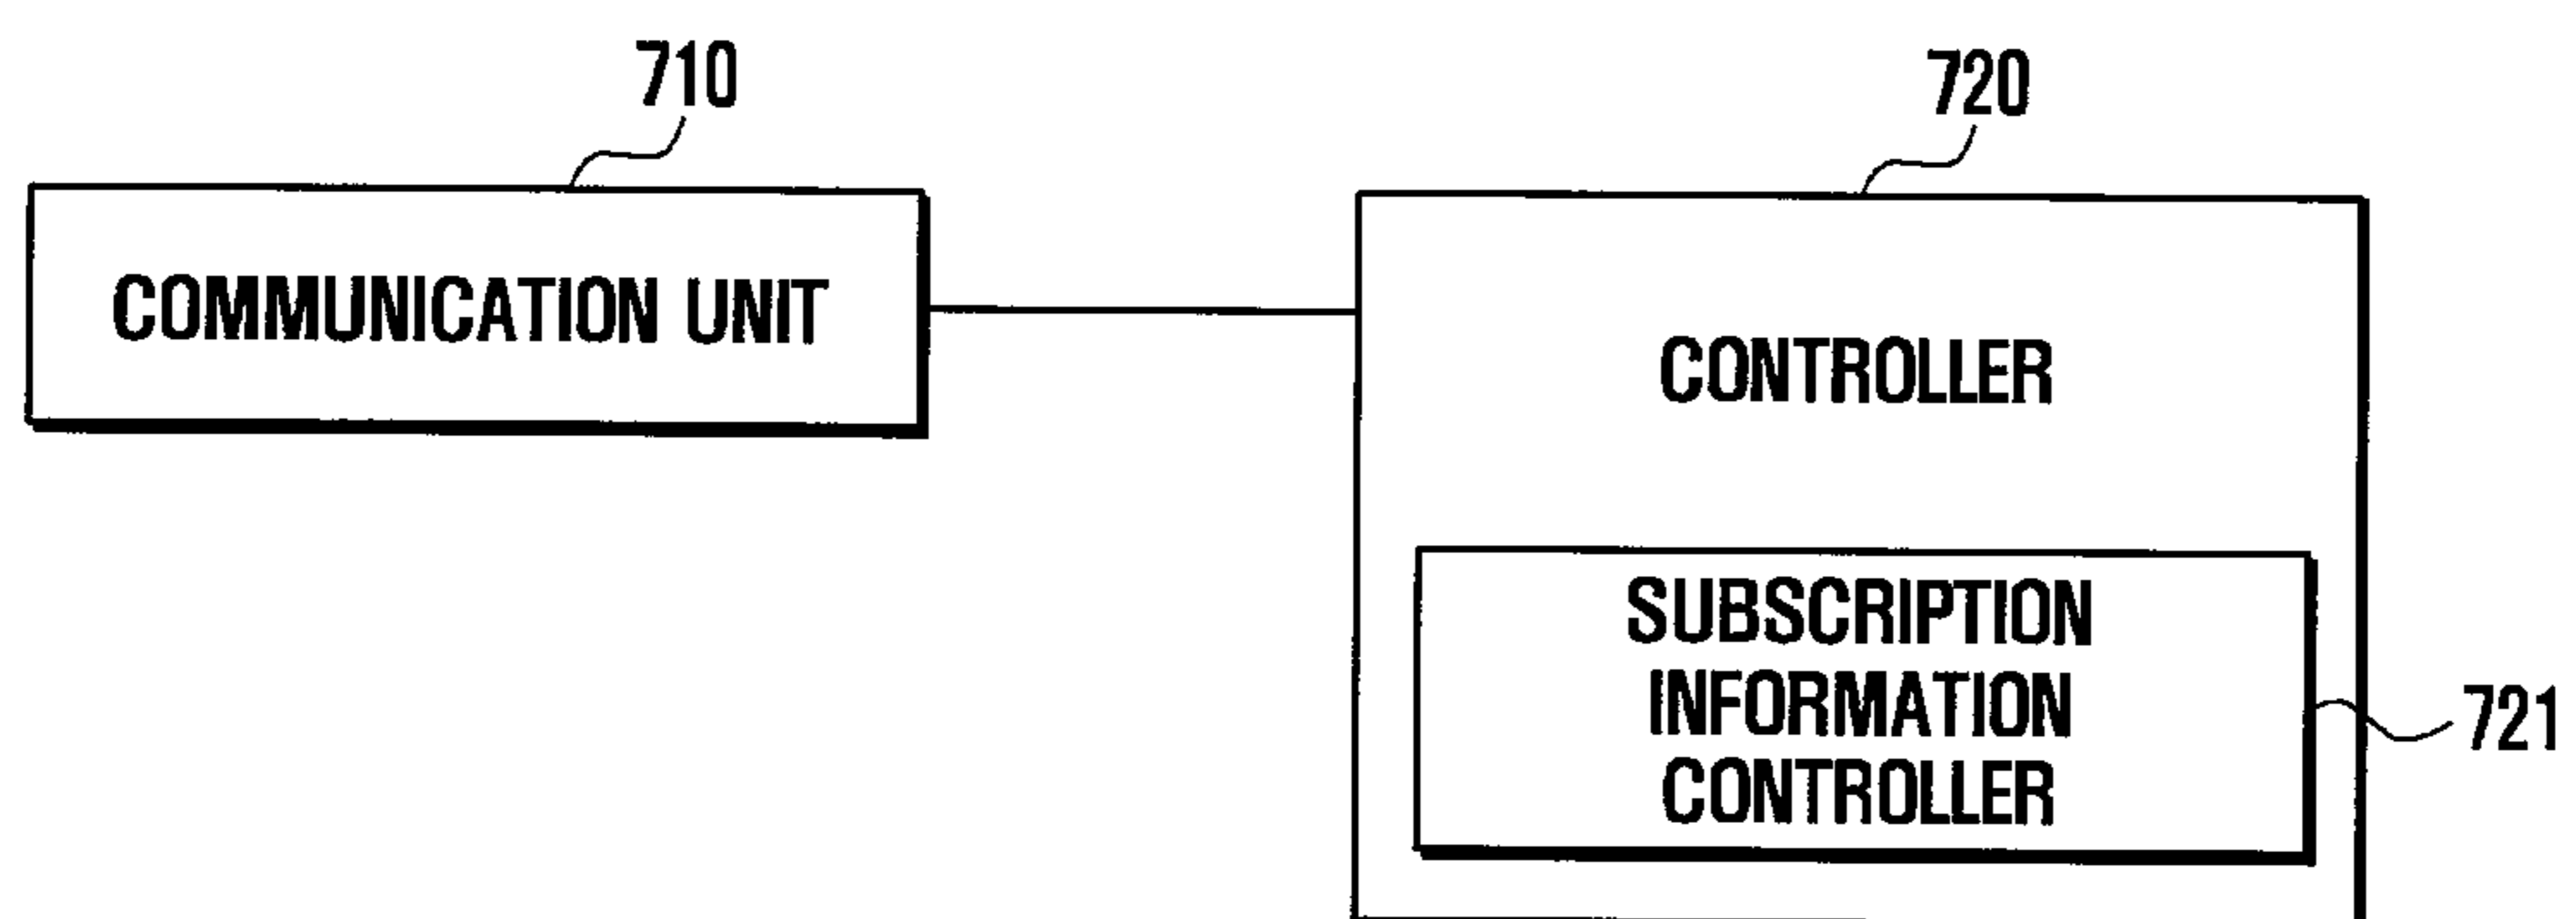 710
720
COMMUNICATION UNIT
CONTROLLER
SUBSCRIPTION
INFORMATION
CONTROLLER
721